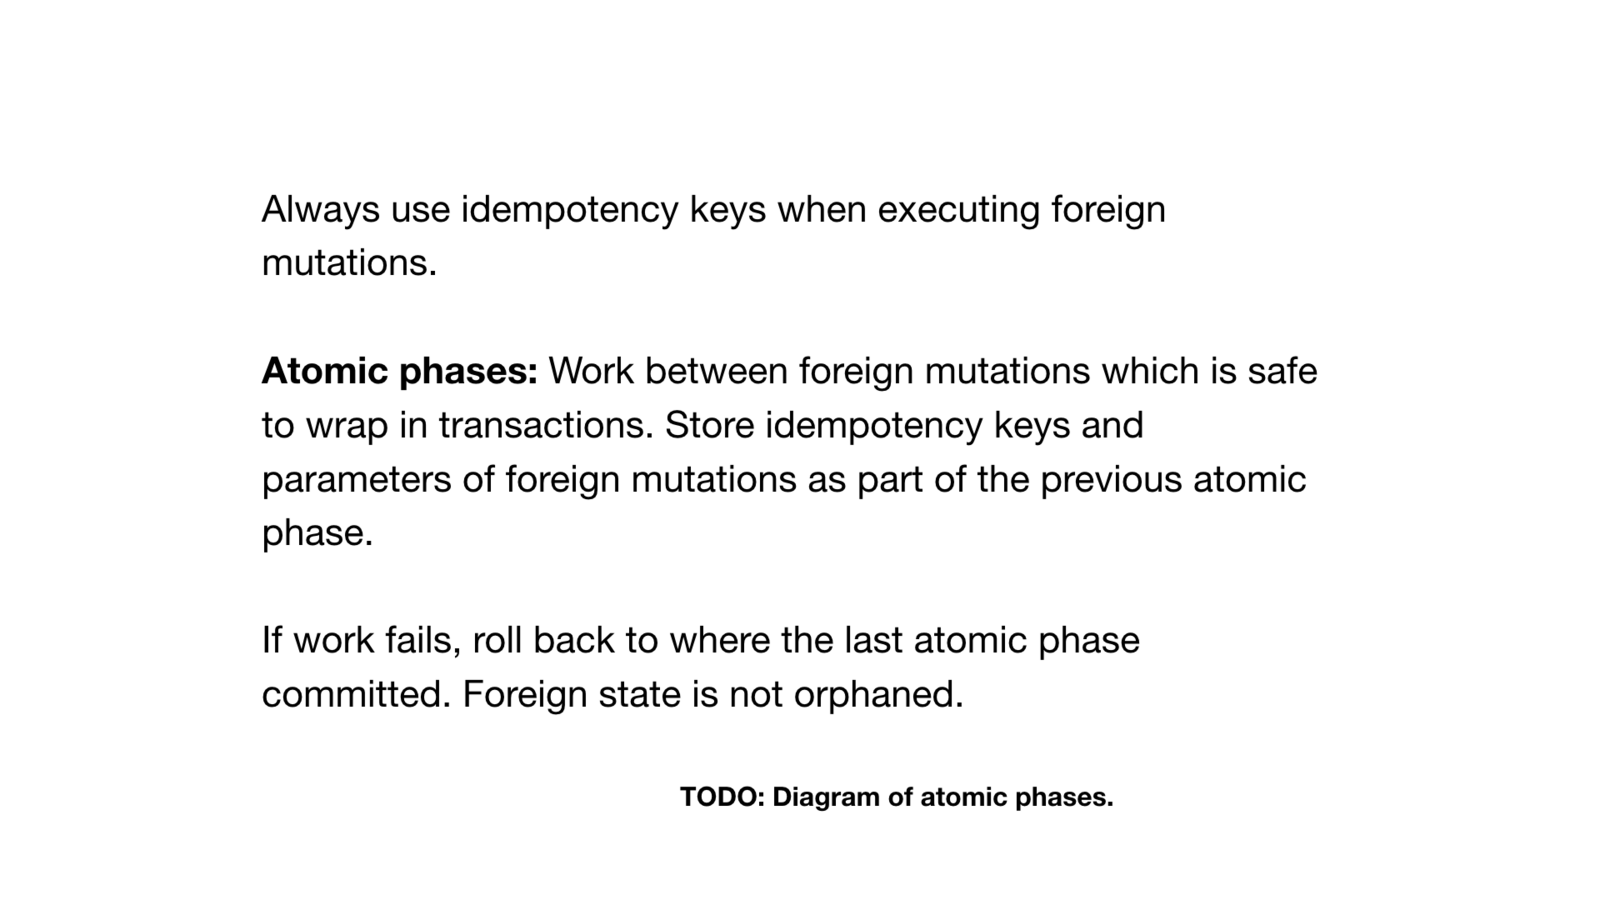 Always use idempotency keys when executing foreign
mutations.
Atomic phases: Work between foreign mutations which is safe
to wrap in transactions. Store idempotency keys and
parameters of foreign mutations as part of the previous atomic
phase.
If work fails, roll back to where the last atomic phase
committed. Foreign state is not orphaned.
TODO: Diagram of atomic phases.